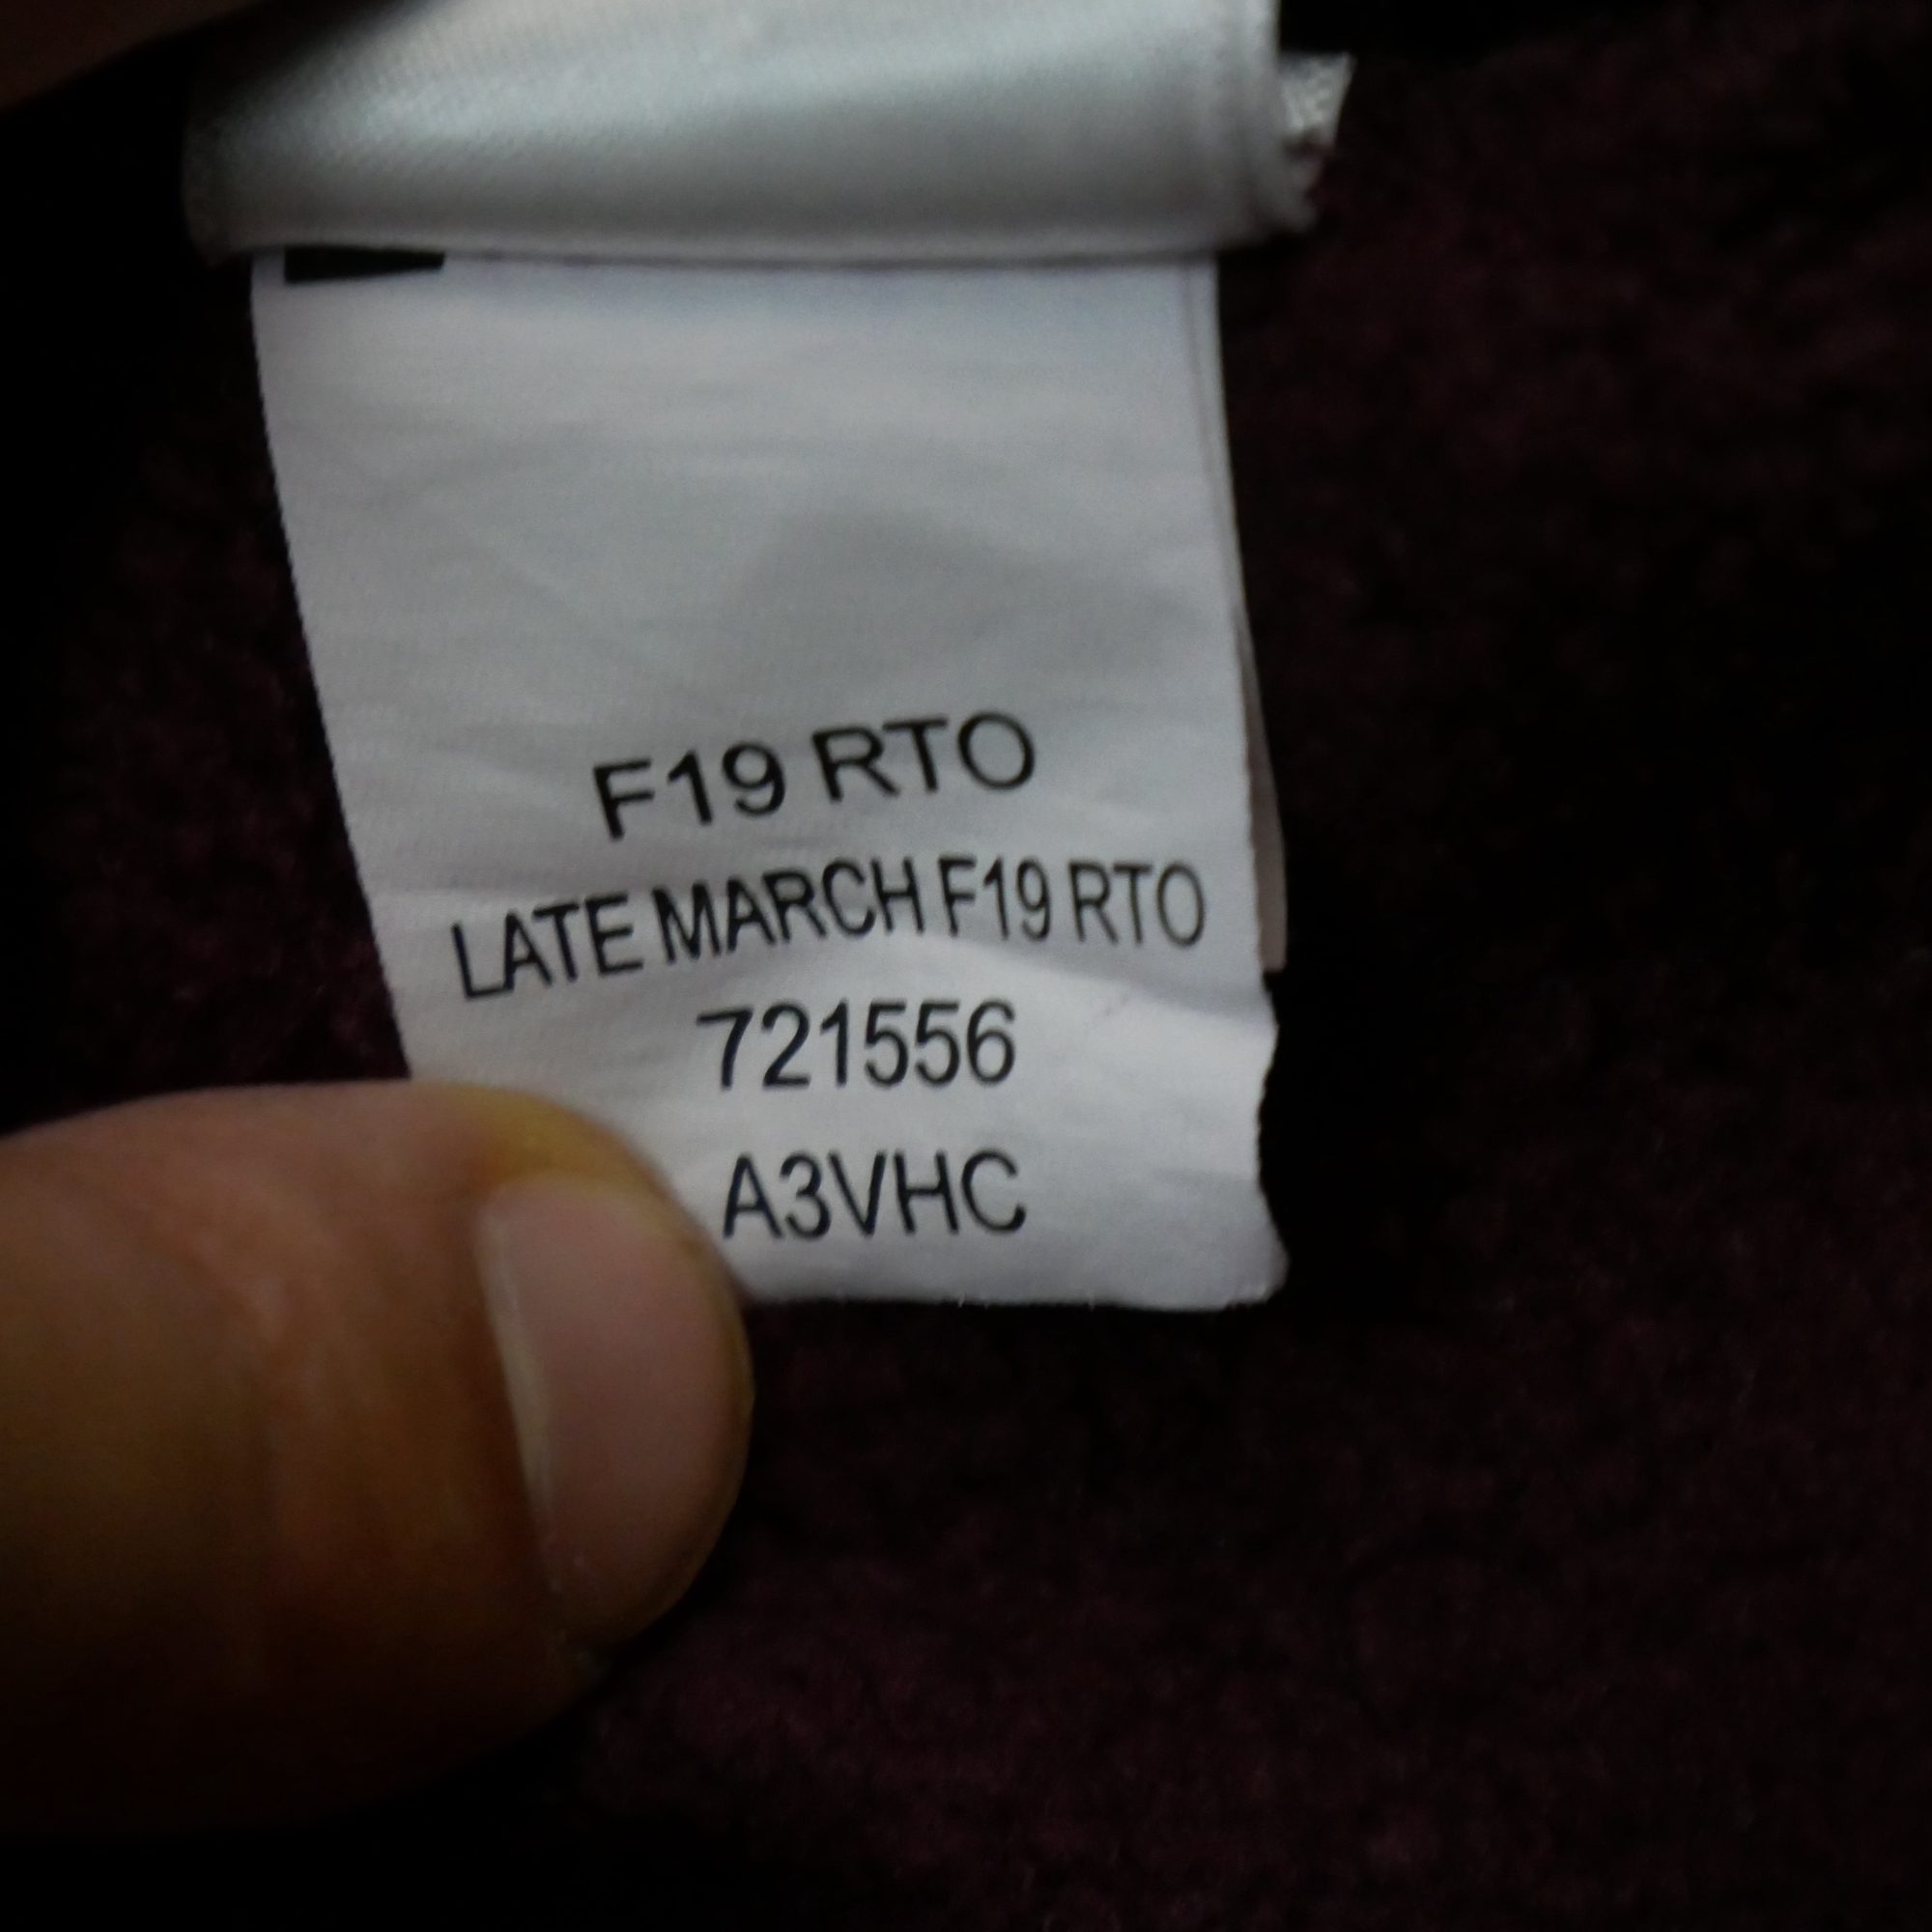 F19 RTO
LATE MARCH F19 RTO
721556
A3VHC